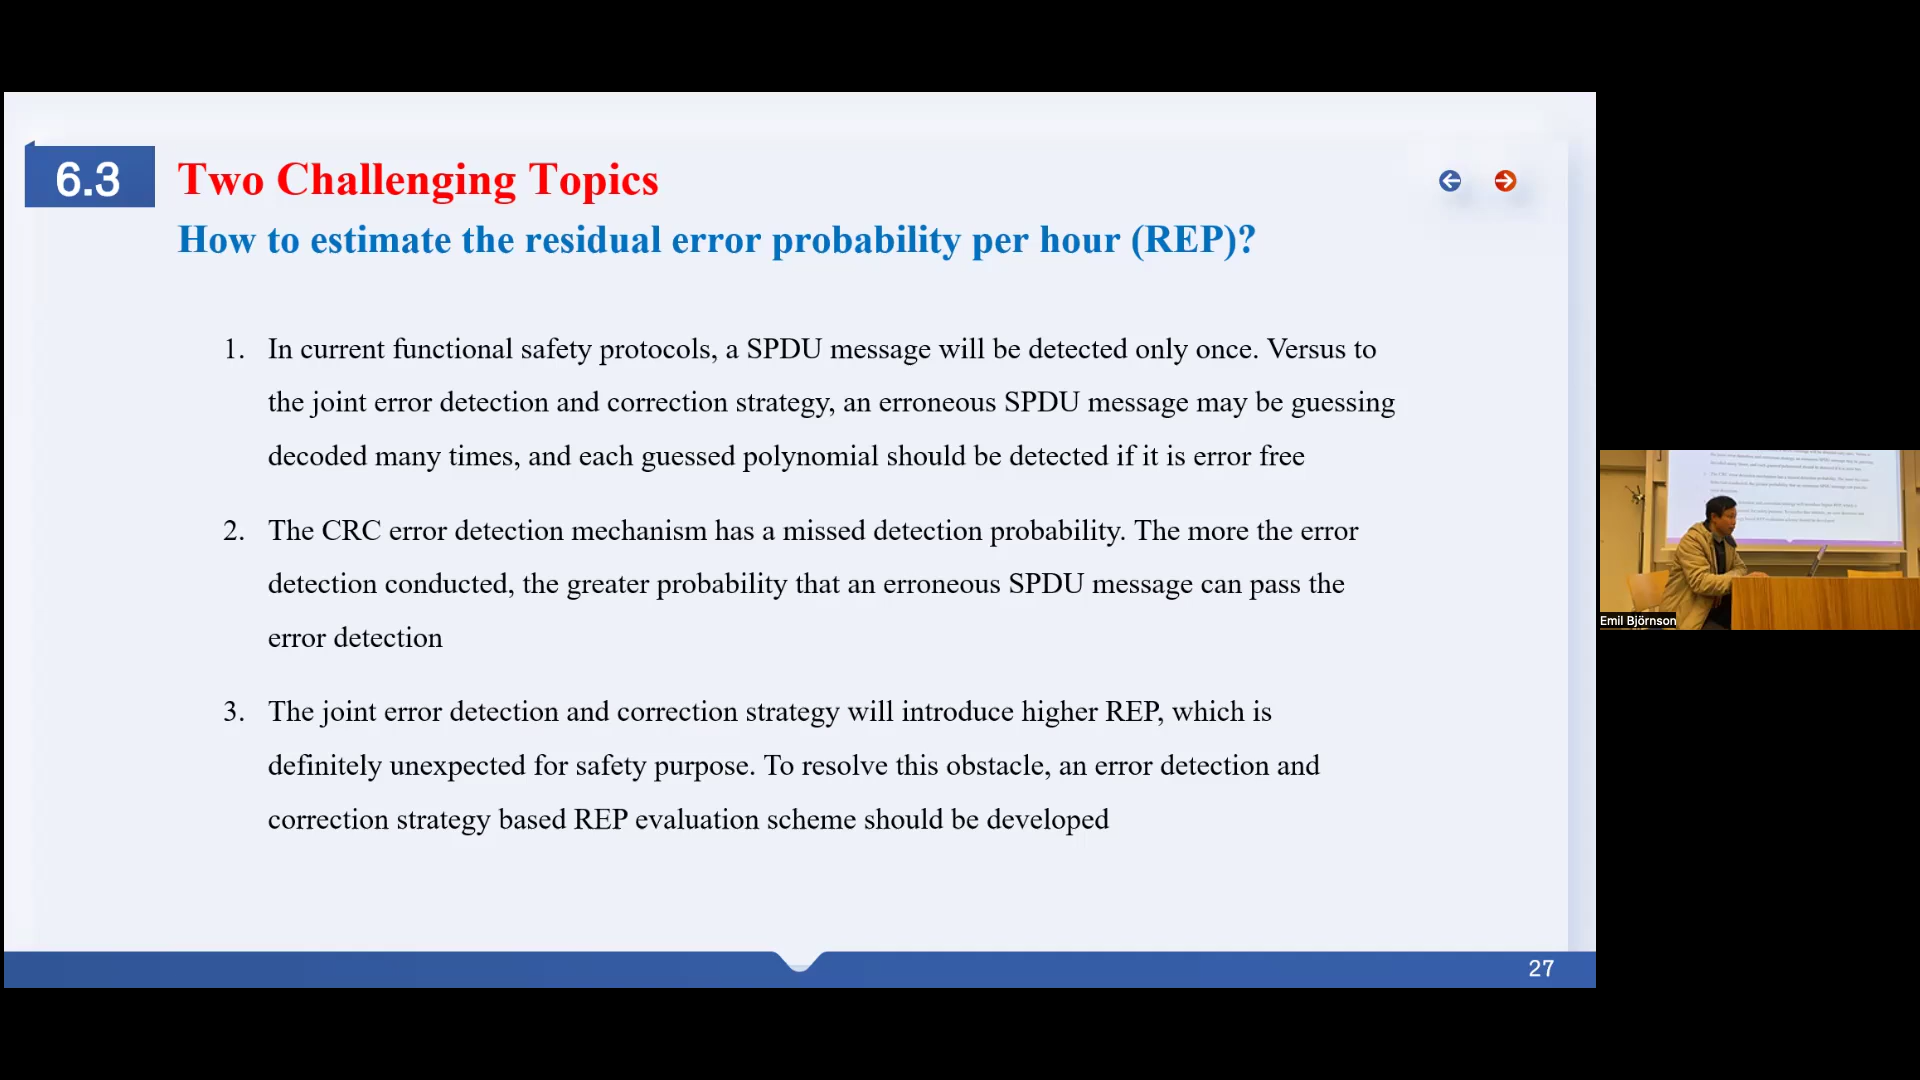 6.3
Two Challenging Topics
How to estimate the residual error probability per hour (REP)?
1. In current functional safety protocols, a SPDU message will be detected only once. Versus to
the joint error detection and correction strategy, an erroneous SPDU message may be guessing
decoded many times, and each guessed polynomial should be detected if it is error free
2. The CRC error detection mechanism has a missed detection probability. The more the error
detection conducted, the greater probability that an erroneous SPDU message can pass the
error detection
3. The joint error detection and correction strategy will introduce higher REP, which is
definitely unexpected for safety purpose. To resolve this obstacle, an error detection and
correction strategy based REP evaluation scheme should be developed
27
Emil Björnson